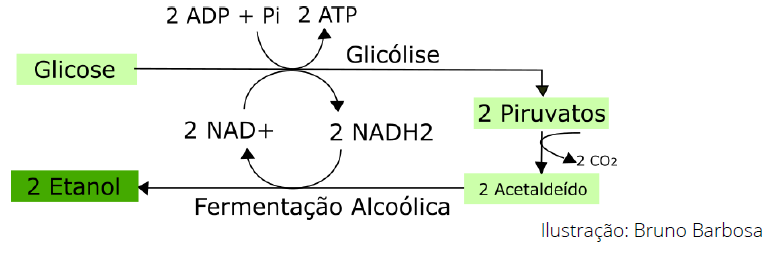 2 ADP + Pi 2 ATP
Glicólise
Glicose
2 Piruvatos
2 NAD+ 2 NADH2
2 CO₂
2 Etanol
2 Acetaldeído
Fermentação Alcoólica
Ilustração: Bruno Barbosa